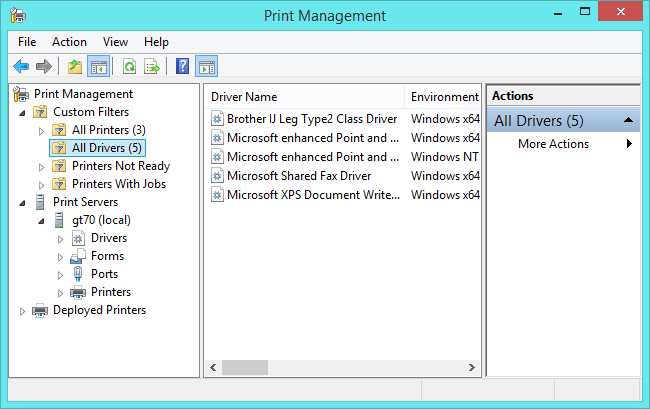 Print Management
File Action View Help
Print Management
Custom Filters
All Printers (3)
All Drivers (5)
Printers Not Ready
Printers With Jobs
Print Servers
gt70 (local)
Drivers
Forms
Ports
Printers
Deployed Printers
Driver Name Environment
Brother IJ Leg Type2 Class Driver Windows x64
Microsoft enhanced Point and ... Windows x64
Microsoft enhanced Point and ... Windows NT
Microsoft Shared Fax Driver Windows x64
Microsoft XPS Document Write... Windows x64
Actions
All Drivers (5)
More Actions